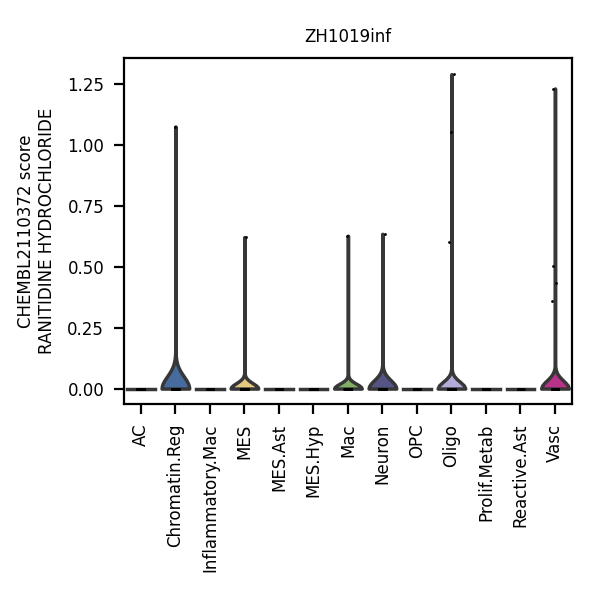 ZH1019inf
CHEMBL2110372 score
RANITIDINE HYDROCHLORIDE
1.25
1.00
0.75
0.50
0.25
0.00
AC
Chromatin.Reg
Inflammatory.Mac
MES
MES.Ast
MES.Hyp
Mac
Neuron
OPC
Oligo
Prolif.Metab
Reactive.Ast
Vasc